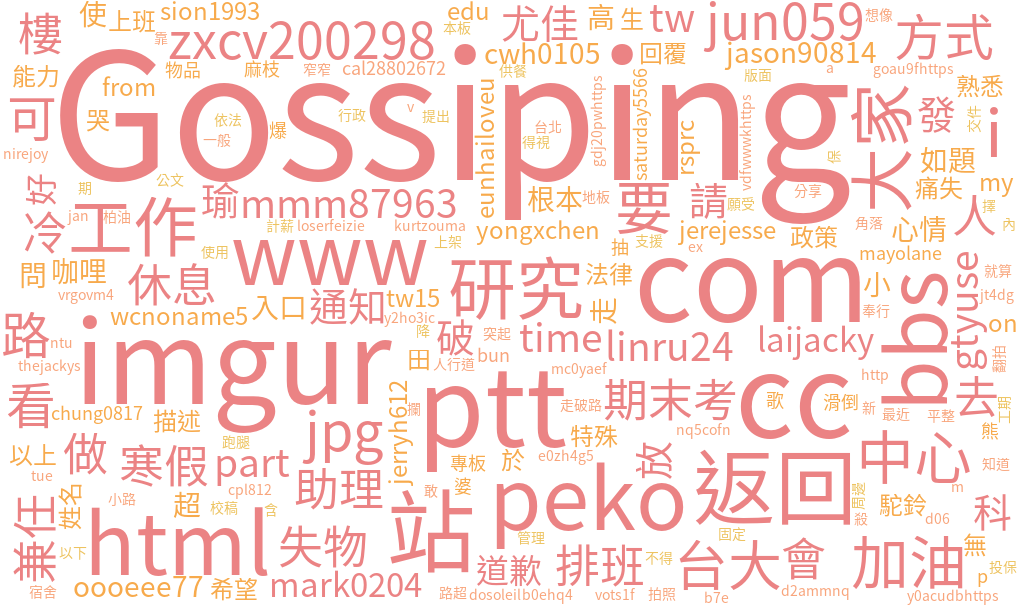 樓
使
上班
sion1993
edu
尤佳
高
生
tw
jun059
想像
方式
靠
zxcv200298
本板
cwh0105
回覆
jason90814
能力
物品
麻枝
窄窄
cal28802672
供餐
版面
a
goau9fhttps
熟悉
from
可
哭
Gossiping
依法
爆
行政
v
提出
一般
台北
得視
eunhailoveu
gdj20pwhttps
saturday5566
rsprc
vdfwwwkhttps
保
大家
發
交件
i
nirejoy
好
期
公文
如題
痛失
my
擇
jan
柏油
冷
工作
瑜
mmm87963
根本
地板
要
請
願受
分享
計薪
loserfeizie
kurtzouma
yongxchen
jerejesse
政策
角落
心情
人
內
問
咖哩
使用
www
上架
抽
支援
ex
mayolane
休息
研究
法律
com
小
就算
vrgovm4
入口
通知
tw15
走
bbs
gtyuse
jt4dg
wcnoname5
y2ho3ic
奉行
on
路
ntu
imgur
降
破
突起
time
linru24
laijacky
翻拍
thejackys
田
人行道
bun
mc0yaef
http
看
chung0817
描述
jerryh612
攔
ptt
走破路
期末考
cc
歌
滑倒
新
最近
平整
去
工期
jpg
特殊
nq5cofn
熊
以上
做
跑腿
寒假
part
專板
於
e0zh4g5
放
中心
知道
tue
cpl812
助理
敢
婆
peko
返回
m
兼任
姓名
小路
超
校稿
含
站
駝鈴
殺
d06
科
html
以下
失物
管理
固定
無
道歉
排班
不得
台大
會
加油
p
投保
宿舍
oooeee77
希望
mark0204
路超
dosoleilb0ehq4
vots1f
拍照
b7e
d2ammnq
y0acudbhttps